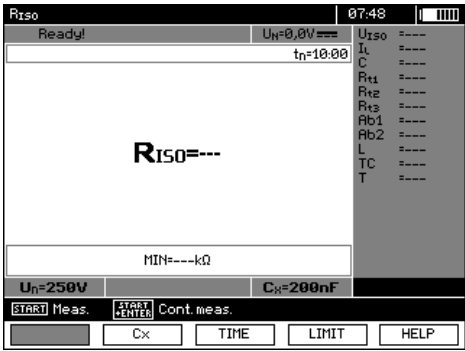 RISO 07:48
Ready! UN=0,0V
tn=10:00
RISO=---
MIN=---kΩ
UISO =---
IL =---
C =---
Rt1 =---
Rt2 =---
Rt3 =---
Ab1 =---
Ab2 =---
L =---
TC =---
T =---
Un=250V CX=200nF
START Meas. START +ENTER Cont. meas.
Cx TIME LIMIT HELP